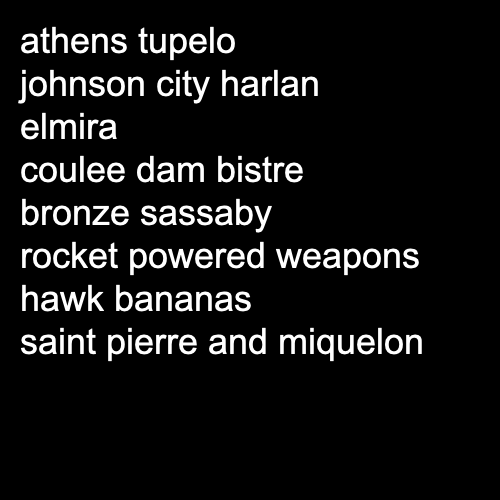 athens tupelo
johnson city harlan
elmira
coulee dam bistre
bronze sassaby
rocket powered weapons
hawk bananas
saint pierre and miquelon